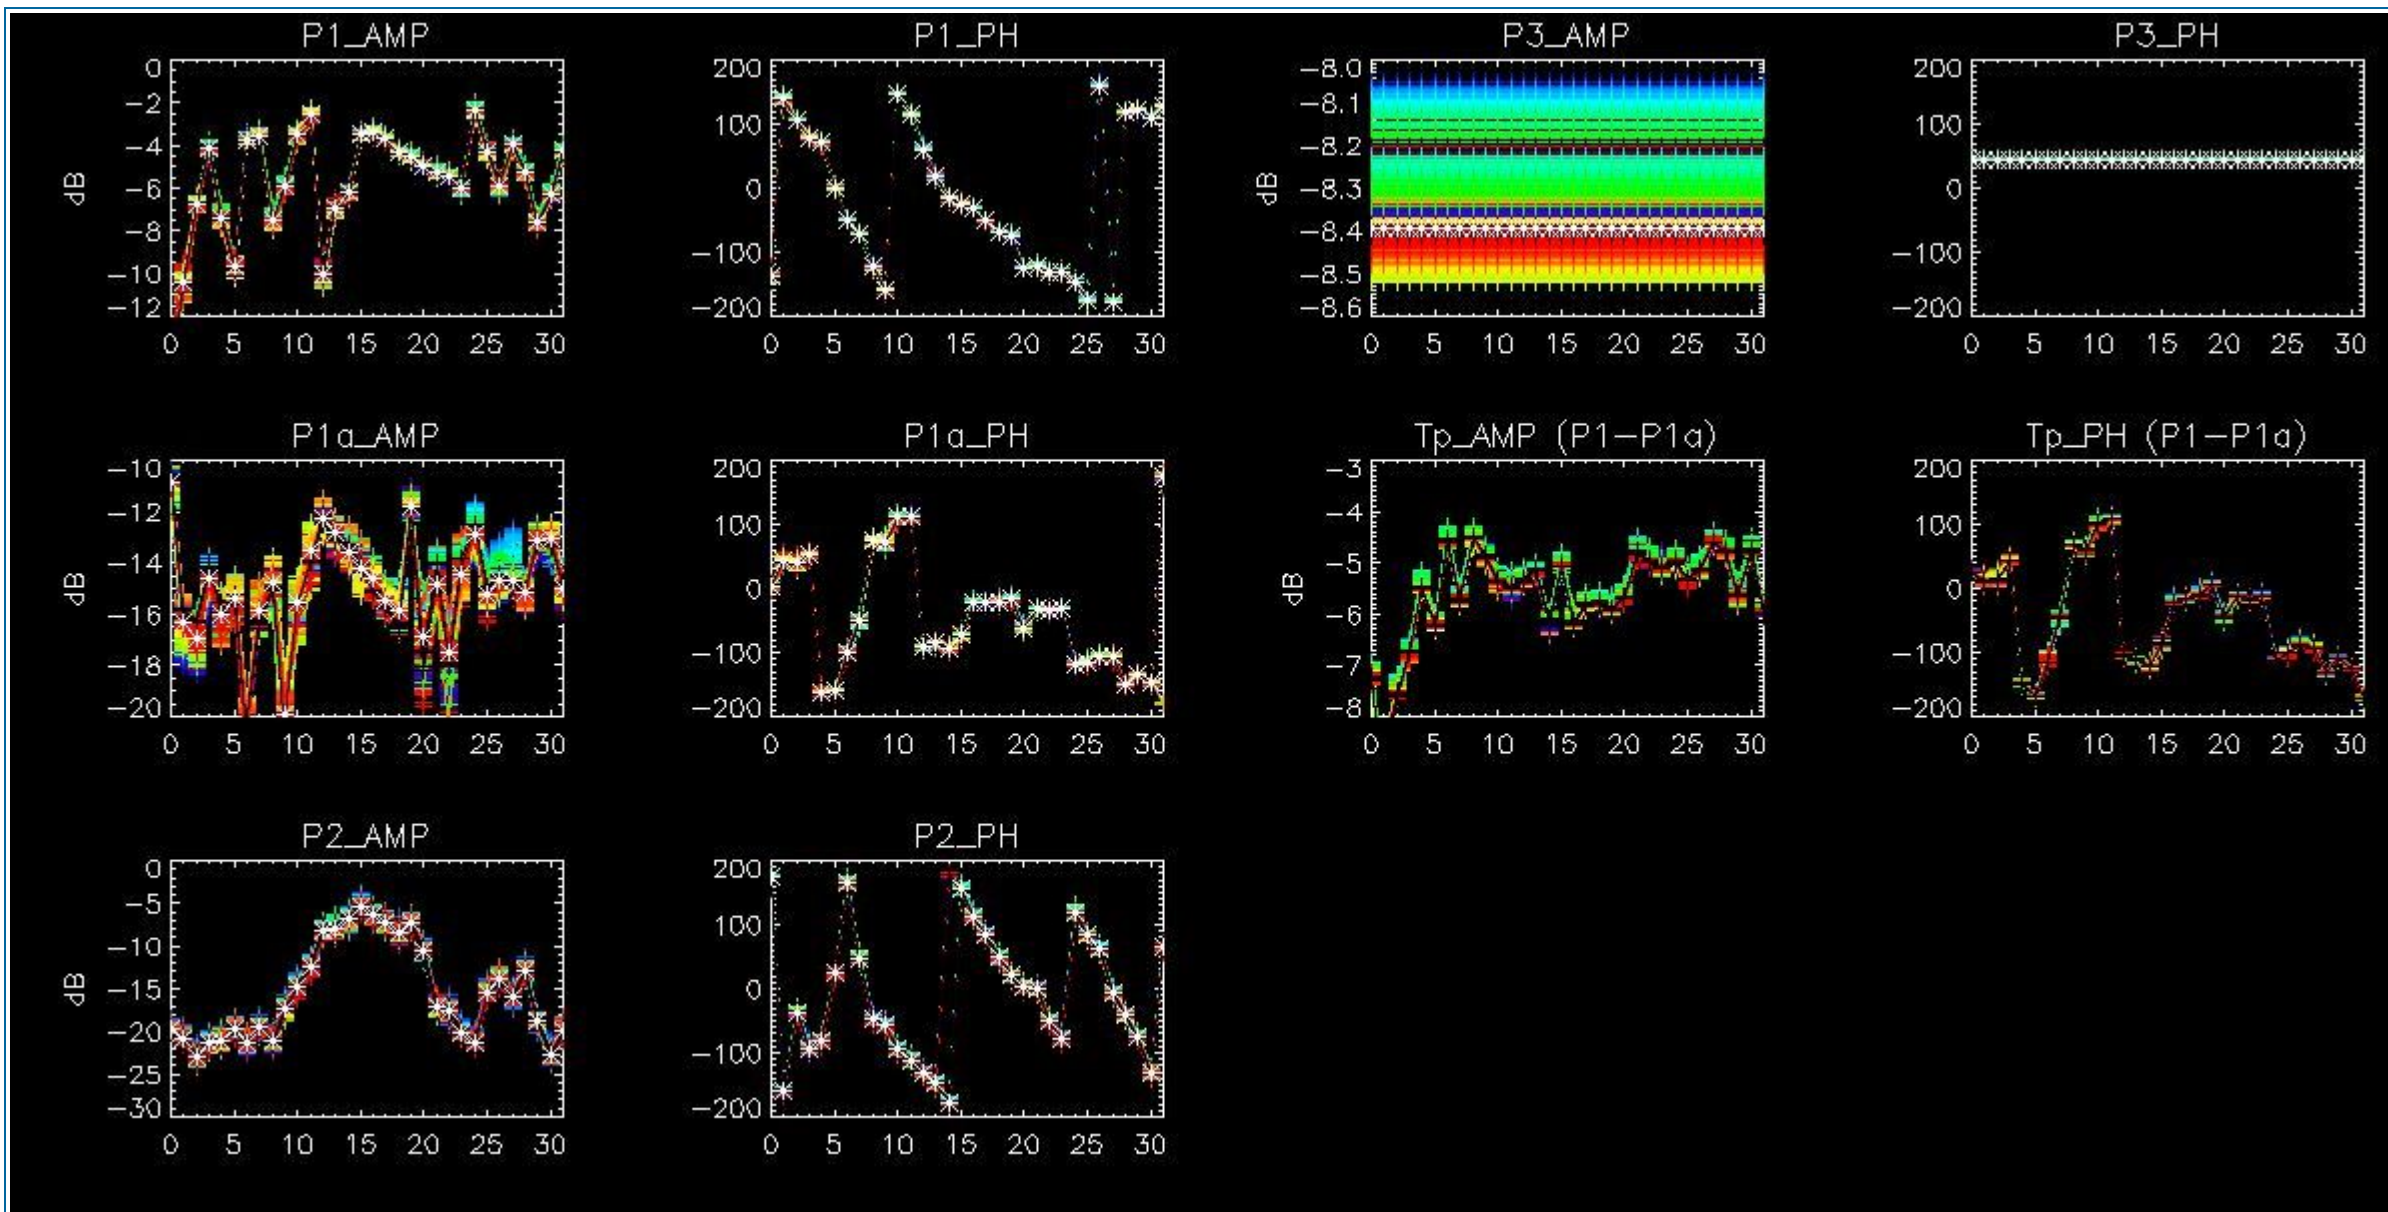 P1_AMP
P1_PH
P3_AMP
P3_PH
0
−2
−4
−6
−8
−10
−12
dB
0 5 10 15 20 25 30
200
100
0
−100
−200
0 5 10 15 20 25 30
−8.0
−8.1
−8.2
−8.3
−8.4
−8.5
−8.6
dB
0 5 10 15 20 25 30
200
100
0
−100
−200
0 5 10 15 20 25 30
P1a_AMP
P1a_PH
Tp_AMP (P1−P1a)
Tp_PH (P1−P1a)
−10
−12
−14
−16
−18
−20
dB
0 5 10 15 20 25 30
200
100
0
−100
−200
0 5 10 15 20 25 30
−3
−4
−5
−6
−7
−8
dB
0 5 10 15 20 25 30
200
100
0
−100
−200
0 5 10 15 20 25 30
P2_AMP
P2_PH
0
−5
−10
−15
−20
−25
−30
dB
0 5 10 15 20 25 30
200
100
0
−100
−200
0 5 10 15 20 25 30